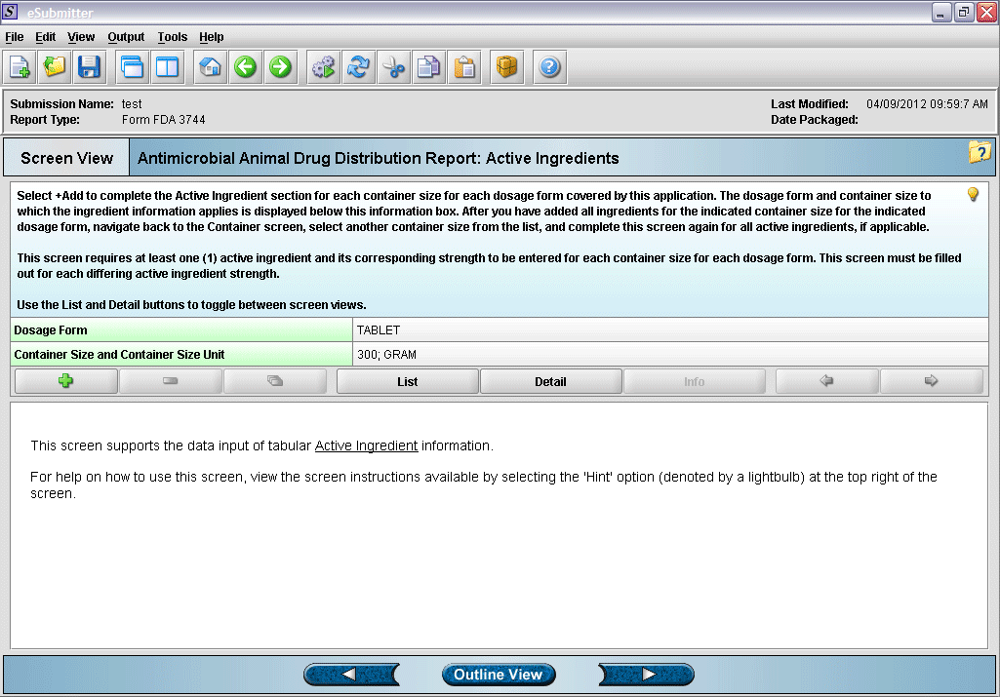 S eSubmitter
File Edit View Output Tools Help
Submission Name: test Last Modified: 04/09/2012 09:59:7 AM
Report Type: Form FDA 3744 Date Packaged:
Screen View Antimicrobial Animal Drug Distribution Report: Active Ingredients
Select +Add to complete the Active Ingredient section for each container size for each dosage form covered by this application. The dosage form and container size to
which the ingredient information applies is displayed below this information box. After you have added all ingredients for the indicated container size for the indicated
dosage form, navigate back to the Container screen, select another container size from the list, and complete this screen again for all active ingredients, if applicable.
This screen requires at least one (1) active ingredient and its corresponding strength to be entered for each container size for each dosage form. This screen must be filled
out for each differing active ingredient strength.
Use the List and Detail buttons to toggle between screen views.
Dosage Form TABLET
Container Size and Container Size Unit 300; GRAM
List Detail Info
This screen supports the data input of tabular Active Ingredient information.
For help on how to use this screen, view the screen instructions available by selecting the 'Hint' option (denoted by a lightbulb) at the top right of the
screen.
Outline View